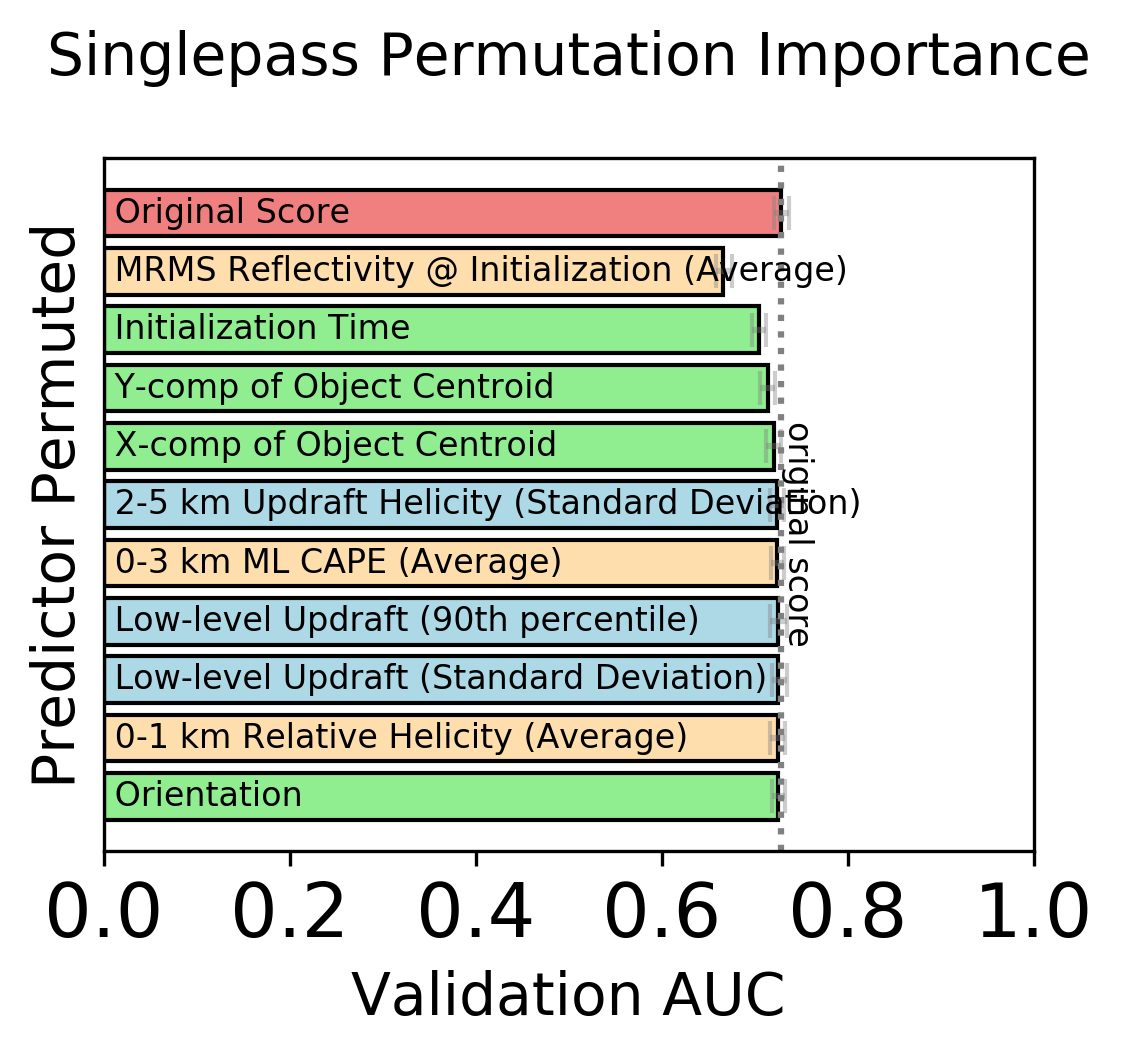 Singlepass Permutation Importance
Predictor Permuted
Original Score
MRMS Reflectivity @ Initialization (Average)
Initialization Time
Y-comp of Object Centroid
X-comp of Object Centroid
2-5 km Updraft Helicity (Standard Deviation)
0-3 km ML CAPE (Average)
Low-level Updraft (90th percentile)
Low-level Updraft (Standard Deviation)
0-1 km Relative Helicity (Average)
Orientation
original score
0.0 0.2 0.4 0.6 0.8 1.0
Validation AUC